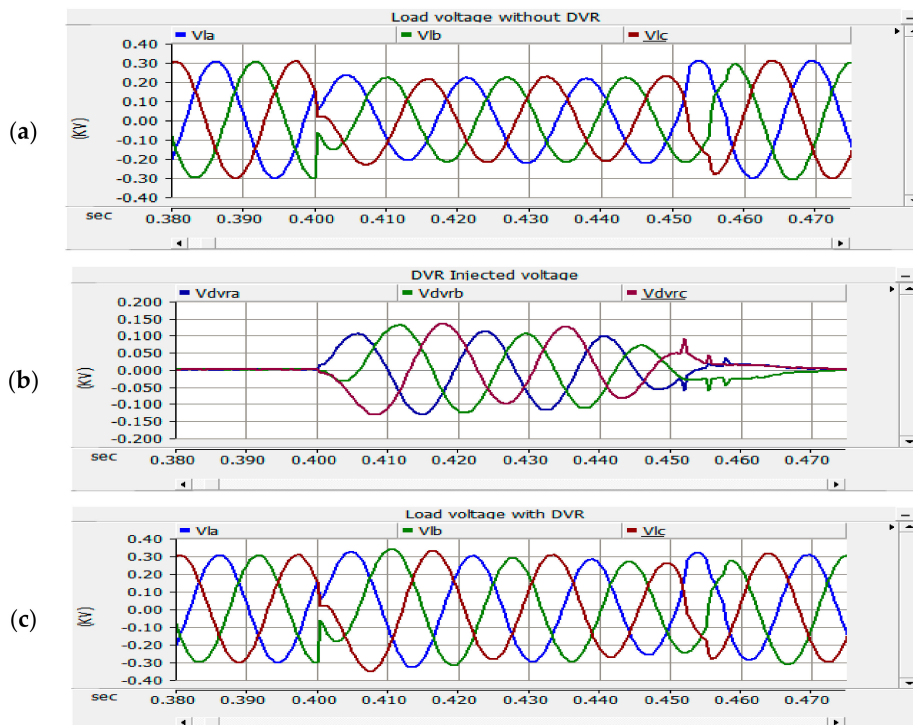 (a)
Load voltage without DVR
Vla Vlb Vlc
0.40
0.30
0.20
0.10
0.00
-0.10
-0.20
-0.30
-0.40
(KV)
sec 0.380 0.390 0.400 0.410 0.420 0.430 0.440 0.450 0.460 0.470
(b)
DVR Injected voltage
Vdvra Vdvrb Vdvrc
0.200
0.150
0.100
0.050
0.000
-0.050
-0.100
-0.150
-0.200
(KV)
sec 0.380 0.390 0.400 0.410 0.420 0.430 0.440 0.450 0.460 0.470
(c)
Load voltage with DVR
Vla Vlb Vlc
0.40
0.30
0.20
0.10
0.00
-0.10
-0.20
-0.30
-0.40
(KV)
sec 0.380 0.390 0.400 0.410 0.420 0.430 0.440 0.450 0.460 0.470